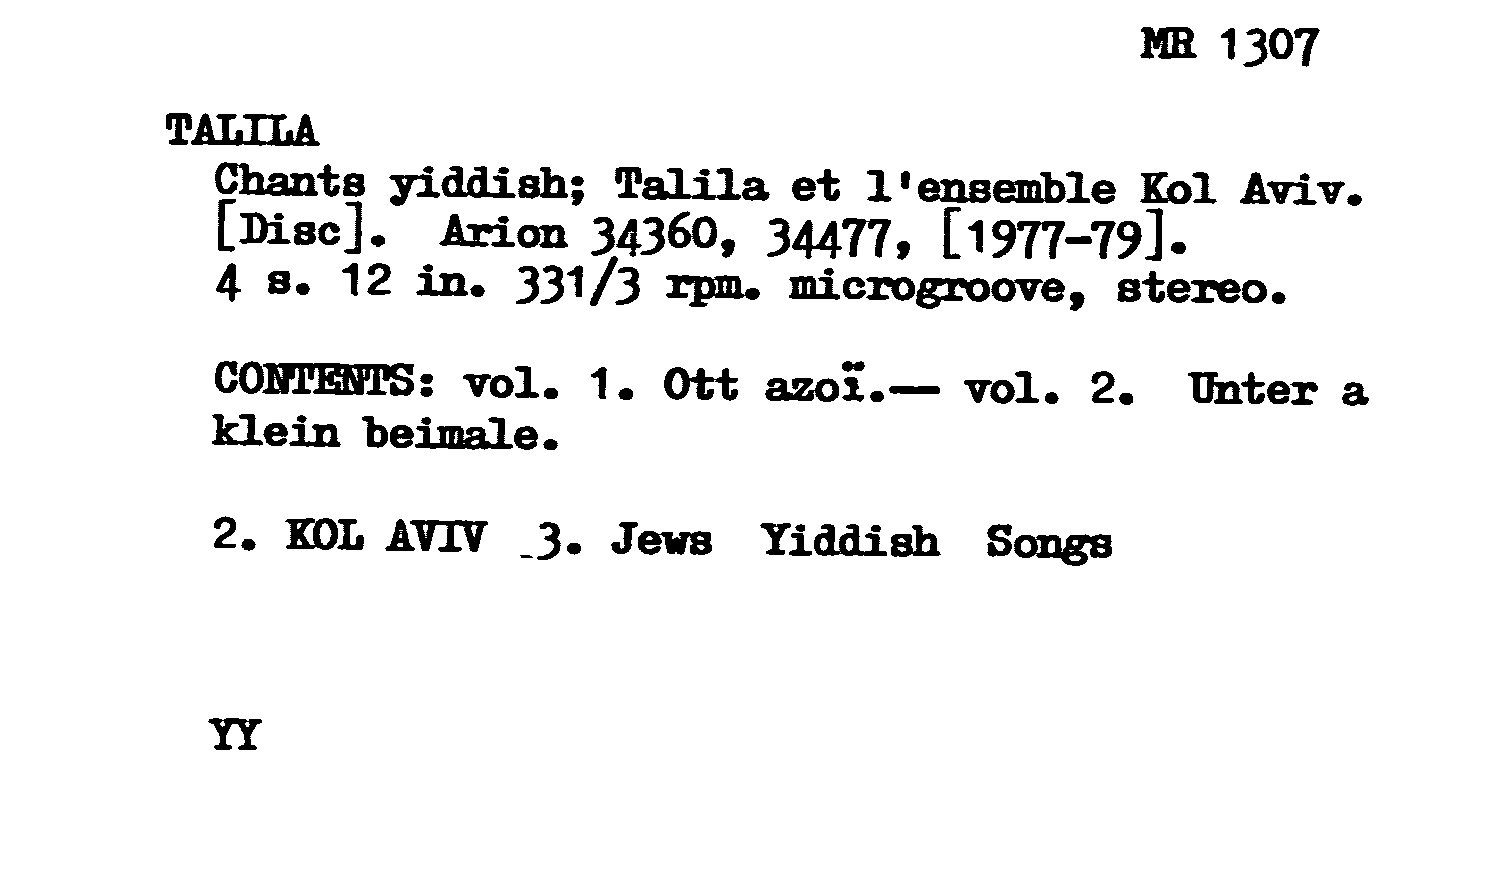 MR 1307
TALILA
Chants yiddish; Talila et l'ensemble Kol Aviv.
[Disc]. Arion 34360, 34477, [1977-79].
4 s. 12 in. 331/3 rpm. microgroove, stereo.
CONTENTS: vol. 1. Ott azoï.— vol. 2. Unter a
klein beimale.
2. KOL AVIV 3. Jews Yiddish Songs
YY